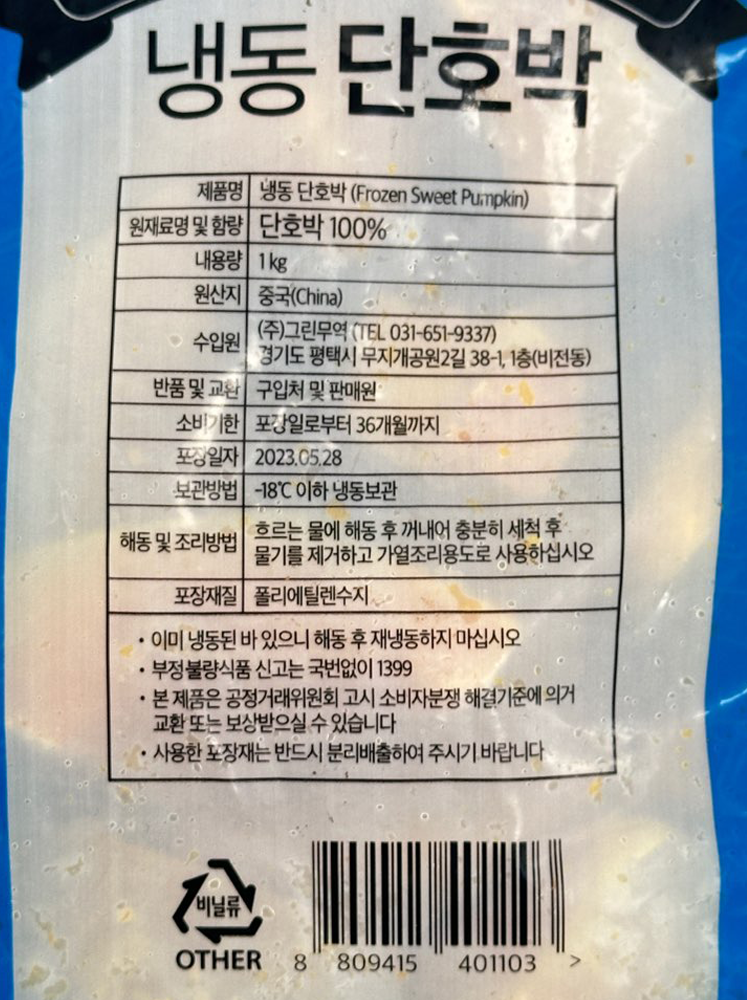 냉동 단호박
제품명 냉동 단호박 (Frozen Sweet Pumpkin)
원재료명 및 함량 단호박 100%
내용량 1kg
원산지 중국(China)
수입원 (주)그린무역 (TEL 031-651-9337)
경기도 평택시 무지개공원2길 38-1, 1층(비전동)
반품 및 교환 구입처 및 판매원
소비기한 포장일로부터 36개월까지
포장일자 2023.05.28
보관방법 -18℃ 이하 냉동보관
해동 및 조리방법 흐르는 물에 해동 후 꺼내어 충분히 세척 후
물기를 제거하고 가열조리용도로 사용하십시오
포장재질 폴리에틸렌수지
• 이미 냉동된 바 있으니 해동 후 재냉동하지 마십시오
• 부정불량식품 신고는 국번없이 1399
• 본 제품은 공정거래위원회 고시 소비자분쟁 해결기준에 의거
교환 또는 보상받으실 수 있습니다
• 사용한 포장재는 반드시 분리배출하여 주시기 바랍니다
비닐류
OTHER
8 809415 401103 >